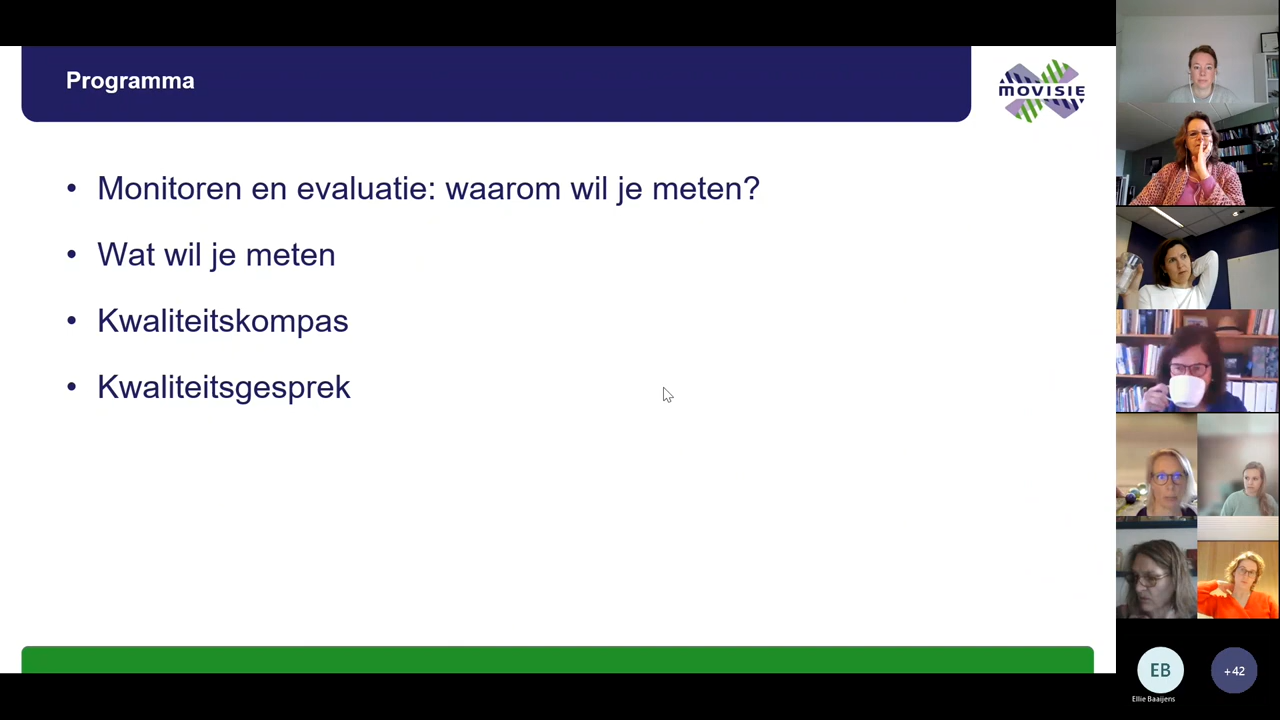 Programma
MOVISIE
• Monitoren en evaluatie: waarom wil je meten?
• Wat wil je meten
• Kwaliteitskompas
• Kwaliteitsgesprek
EB
+42
Ellie Baaijens